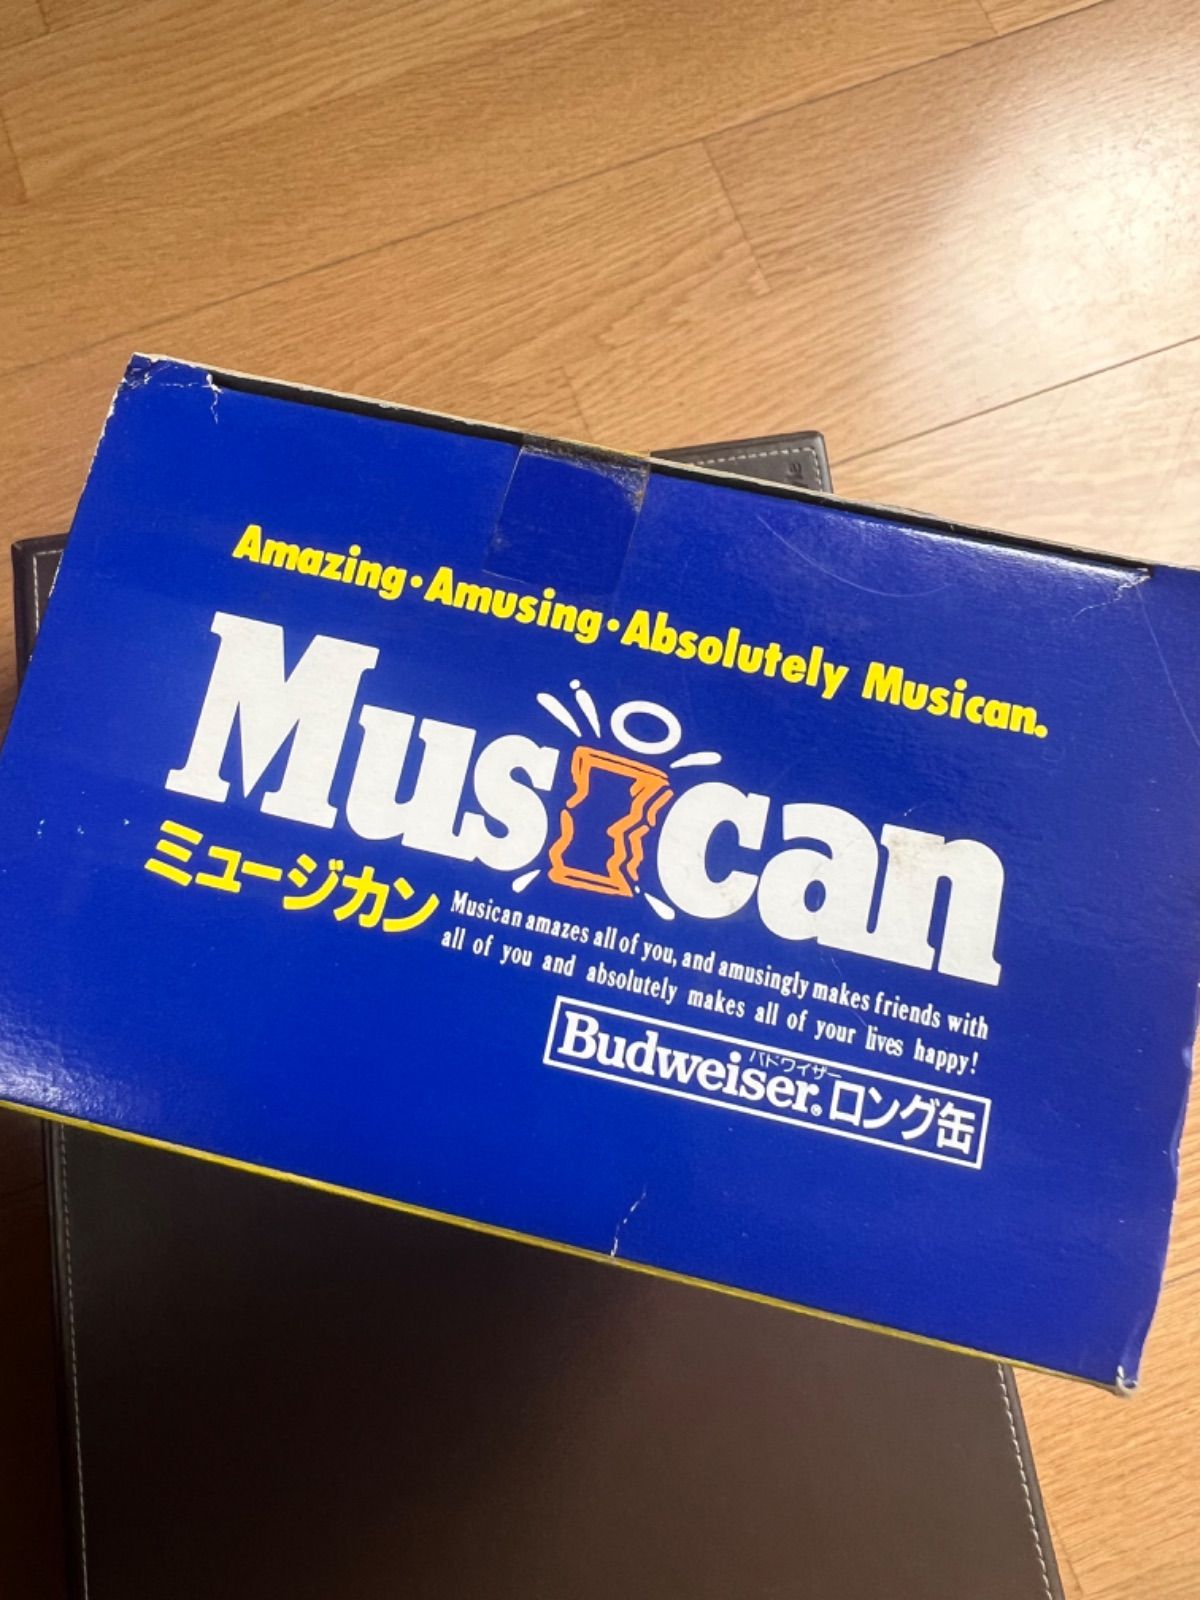 Amazing・Amusing・Absolutely Musican.
Musican
ミュージカン
Musican amazes all of you, and amusingly makes friends with
all of you and absolutely makes all of your lives happy!
バドワイザー
Budweiser® ロング缶